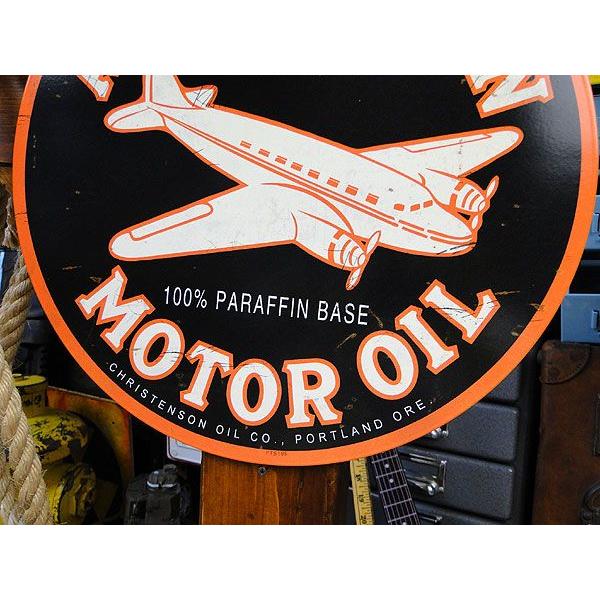 100% PARAFFIN BASE
MOTOR OIL
CHRISTENSON OIL CO., PORTLAND ORE.